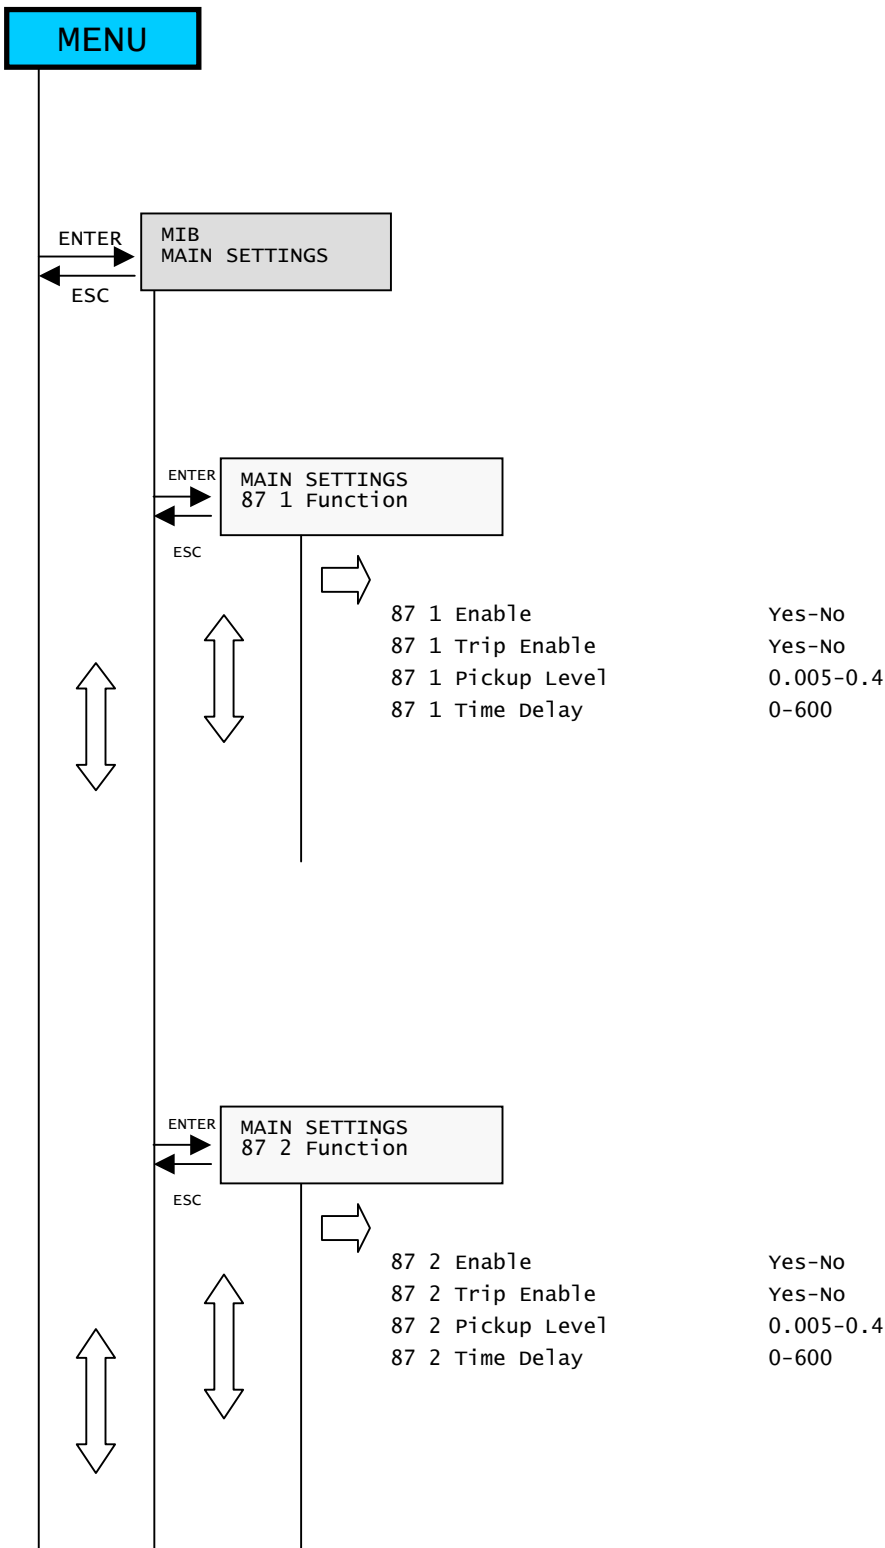 MENU
ENTER
MIB
MAIN SETTINGS
ESC
ENTER
MAIN SETTINGS
87 1 Function
ESC
87 1 Enable Yes-No
87 1 Trip Enable Yes-No
87 1 Pickup Level 0.005-0.4
87 1 Time Delay 0-600
ENTER
MAIN SETTINGS
87 2 Function
ESC
87 2 Enable Yes-No
87 2 Trip Enable Yes-No
87 2 Pickup Level 0.005-0.4
87 2 Time Delay 0-600